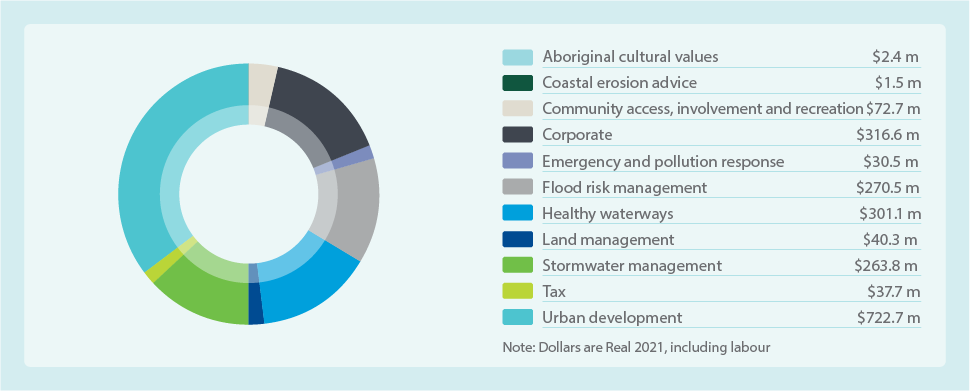 Aboriginal cultural values $2.4 m
Coastal erosion advice $1.5 m
Community access, involvement and recreation $72.7 m
Corporate $316.6 m
Emergency and pollution response $30.5 m
Flood risk management $270.5 m
Healthy waterways $301.1 m
Land management $40.3 m
Stormwater management $263.8 m
Tax $37.7 m
Urban development $722.7 m
Note: Dollars are Real 2021, including labour